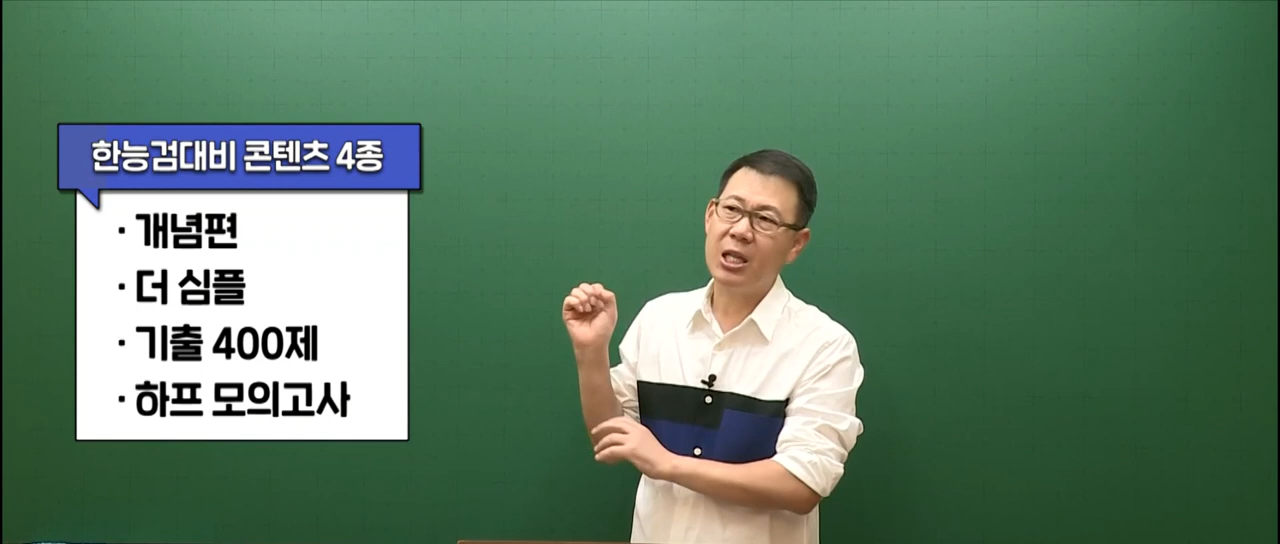 한능검대비 콘텐츠 4종
· 개념편
· 더 심플
· 기출 400제
· 하프 모의고사